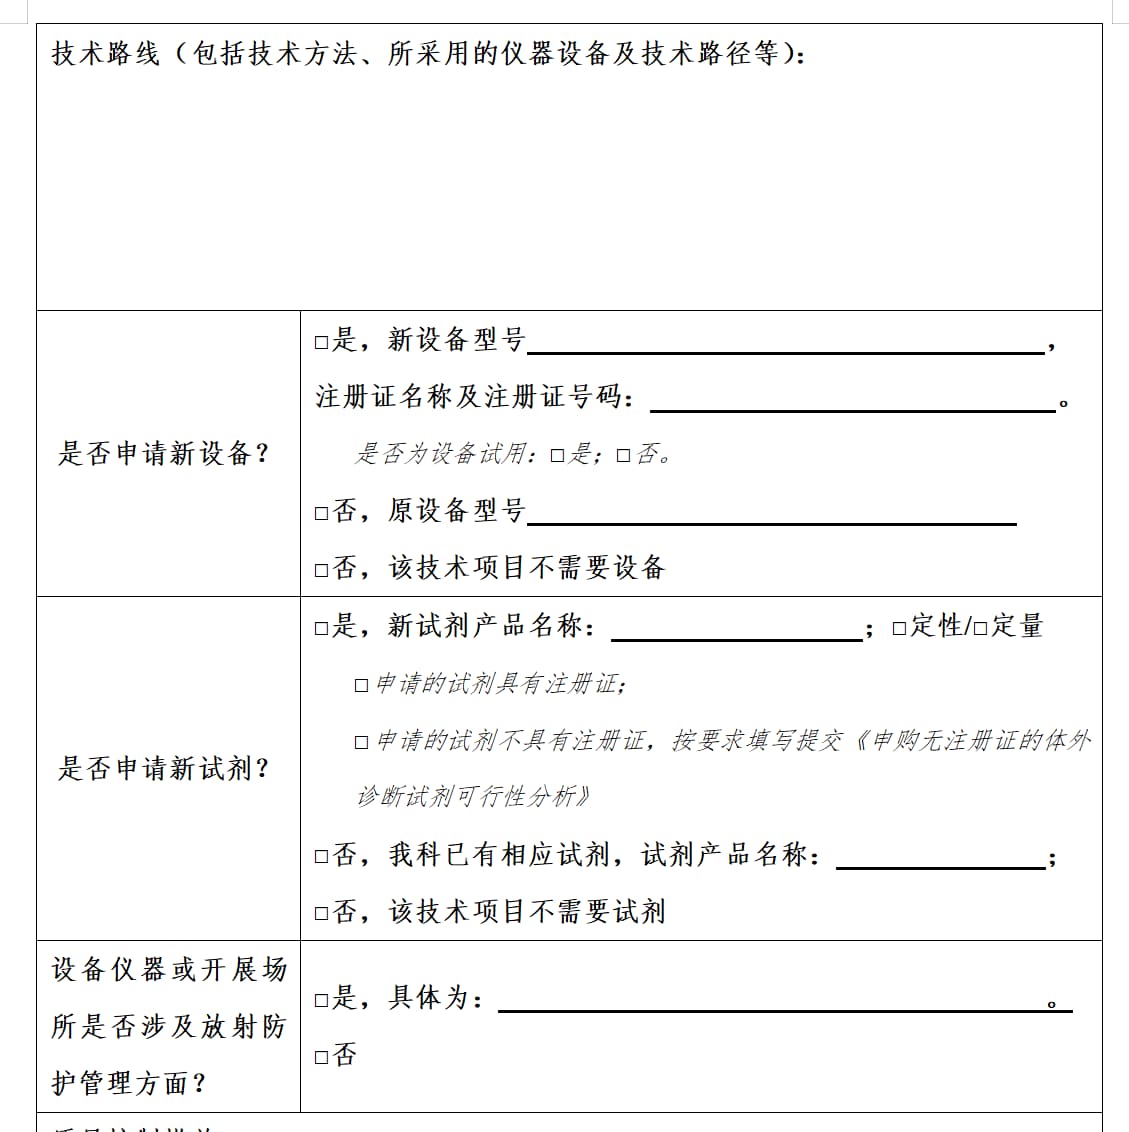 技术路线（包括技术方法、所采用的仪器设备及技术路径等）：
是否申请新设备？
□是，新设备型号，
注册证名称及注册证号码：。
是否为设备试用：□是；□否。
□否，原设备型号
□否，该技术项目不需要设备
是否申请新试剂？
□是，新试剂产品名称：；□定性/□定量
□申请的试剂具有注册证；
□申请的试剂不具有注册证，按要求填写提交《申购无注册证的体外
诊断试剂可行性分析》
□否，我科已有相应试剂，试剂产品名称：；
□否，该技术项目不需要试剂
设备仪器或开展场
所是否涉及放射防
护管理方面？
□是，具体为：。
□否